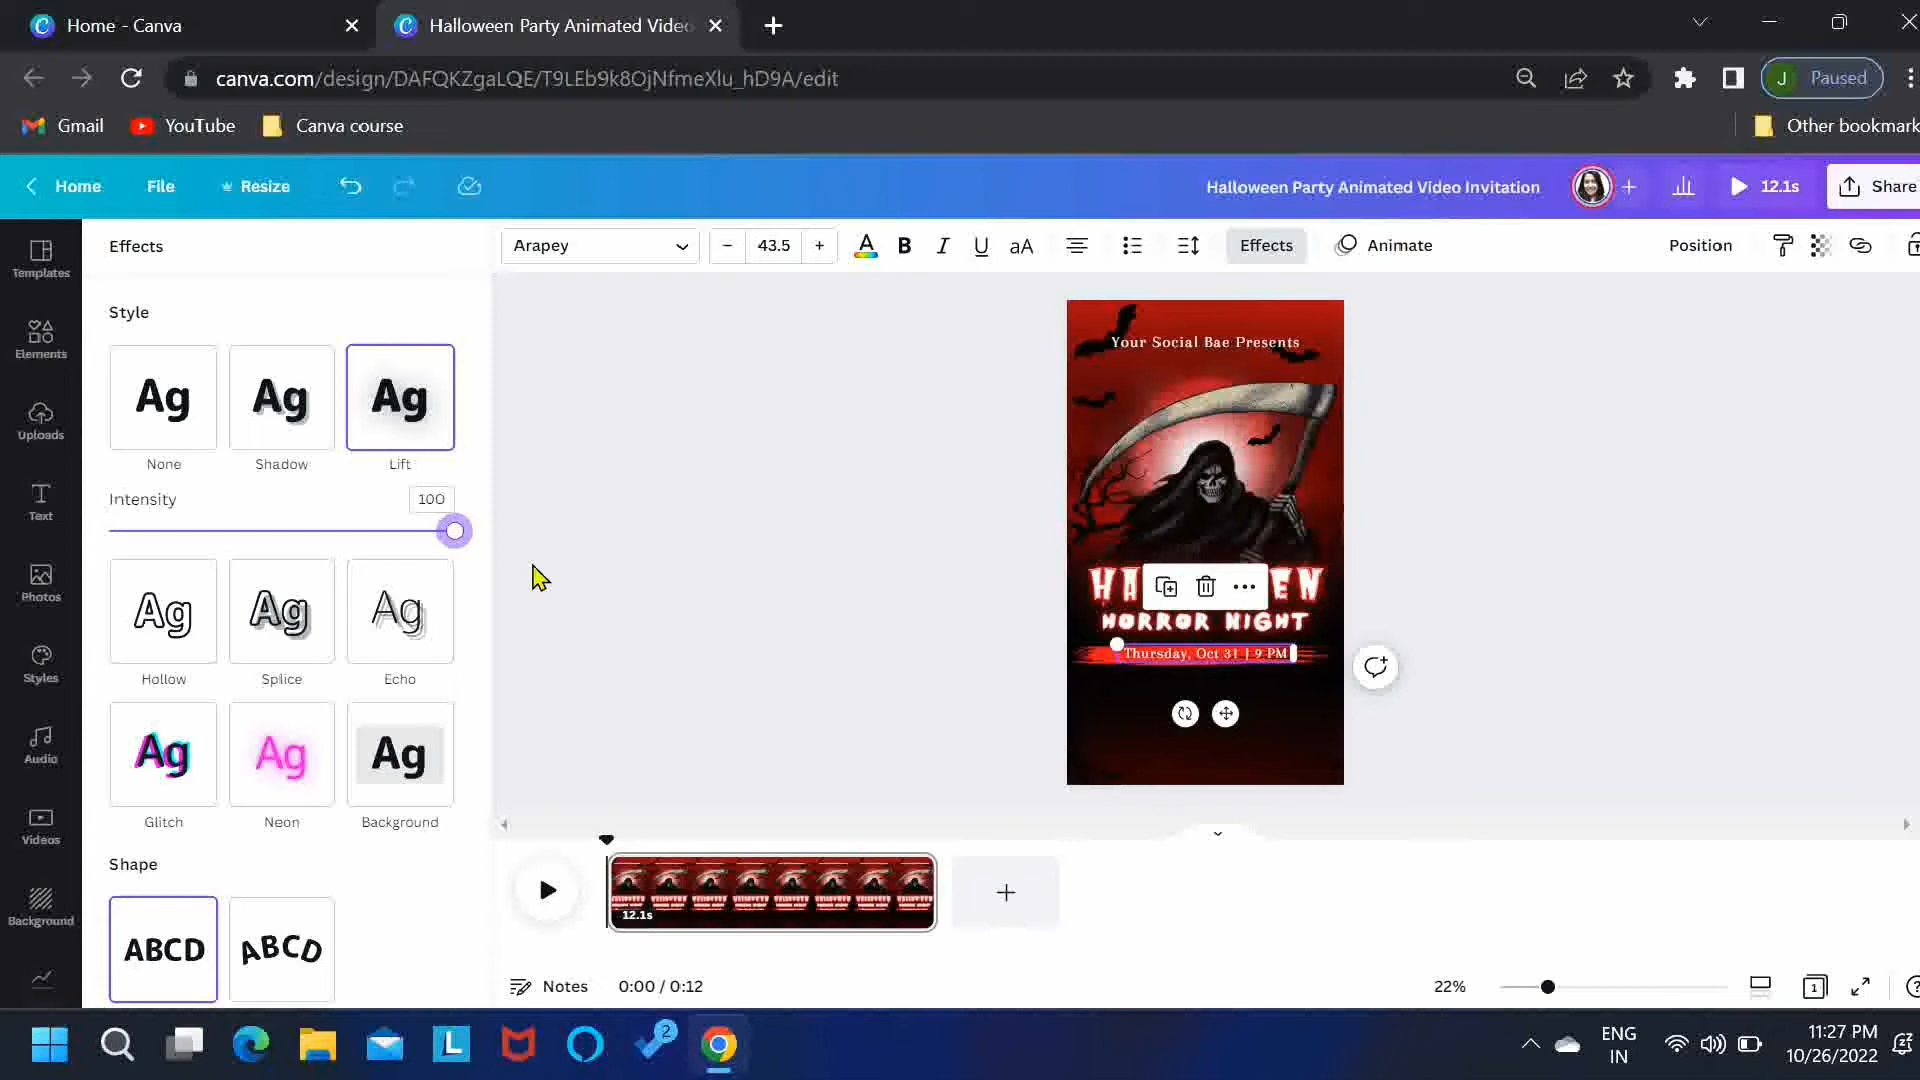 Home - Canva
Halloween Party Animated Video
canva.com/design/DAFQKZgaLQE/T9LEb9k8OjNfmeXlu_hD9A/edit
J Paused
Gmail
YouTube
Canva course
Other bookmark
Home
File
Resize
Halloween Party Animated Video Invitation
12.1s
Share
Templates
Elements
Uploads
Text
Photos
Styles
Audio
Videos
Background
Effects
Arapey
43.5
A
B
I
U
aA
Effects
Animate
Position
Style
Ag
Ag
Ag
None
Shadow
Lift
Intensity
100
Ag
Ag
Ag
Hollow
Splice
Echo
Ag
Ag
Ag
Glitch
Neon
Background
Shape
ABCD
ABCD
Your Social Bae Presents
HA
EN
HORROR NIGHT
Thursday, Oct 31 | 9 PM
12.1s
Notes
0:00 / 0:12
22%
1
L
2
ENG
IN
11:27 PM
10/26/2022